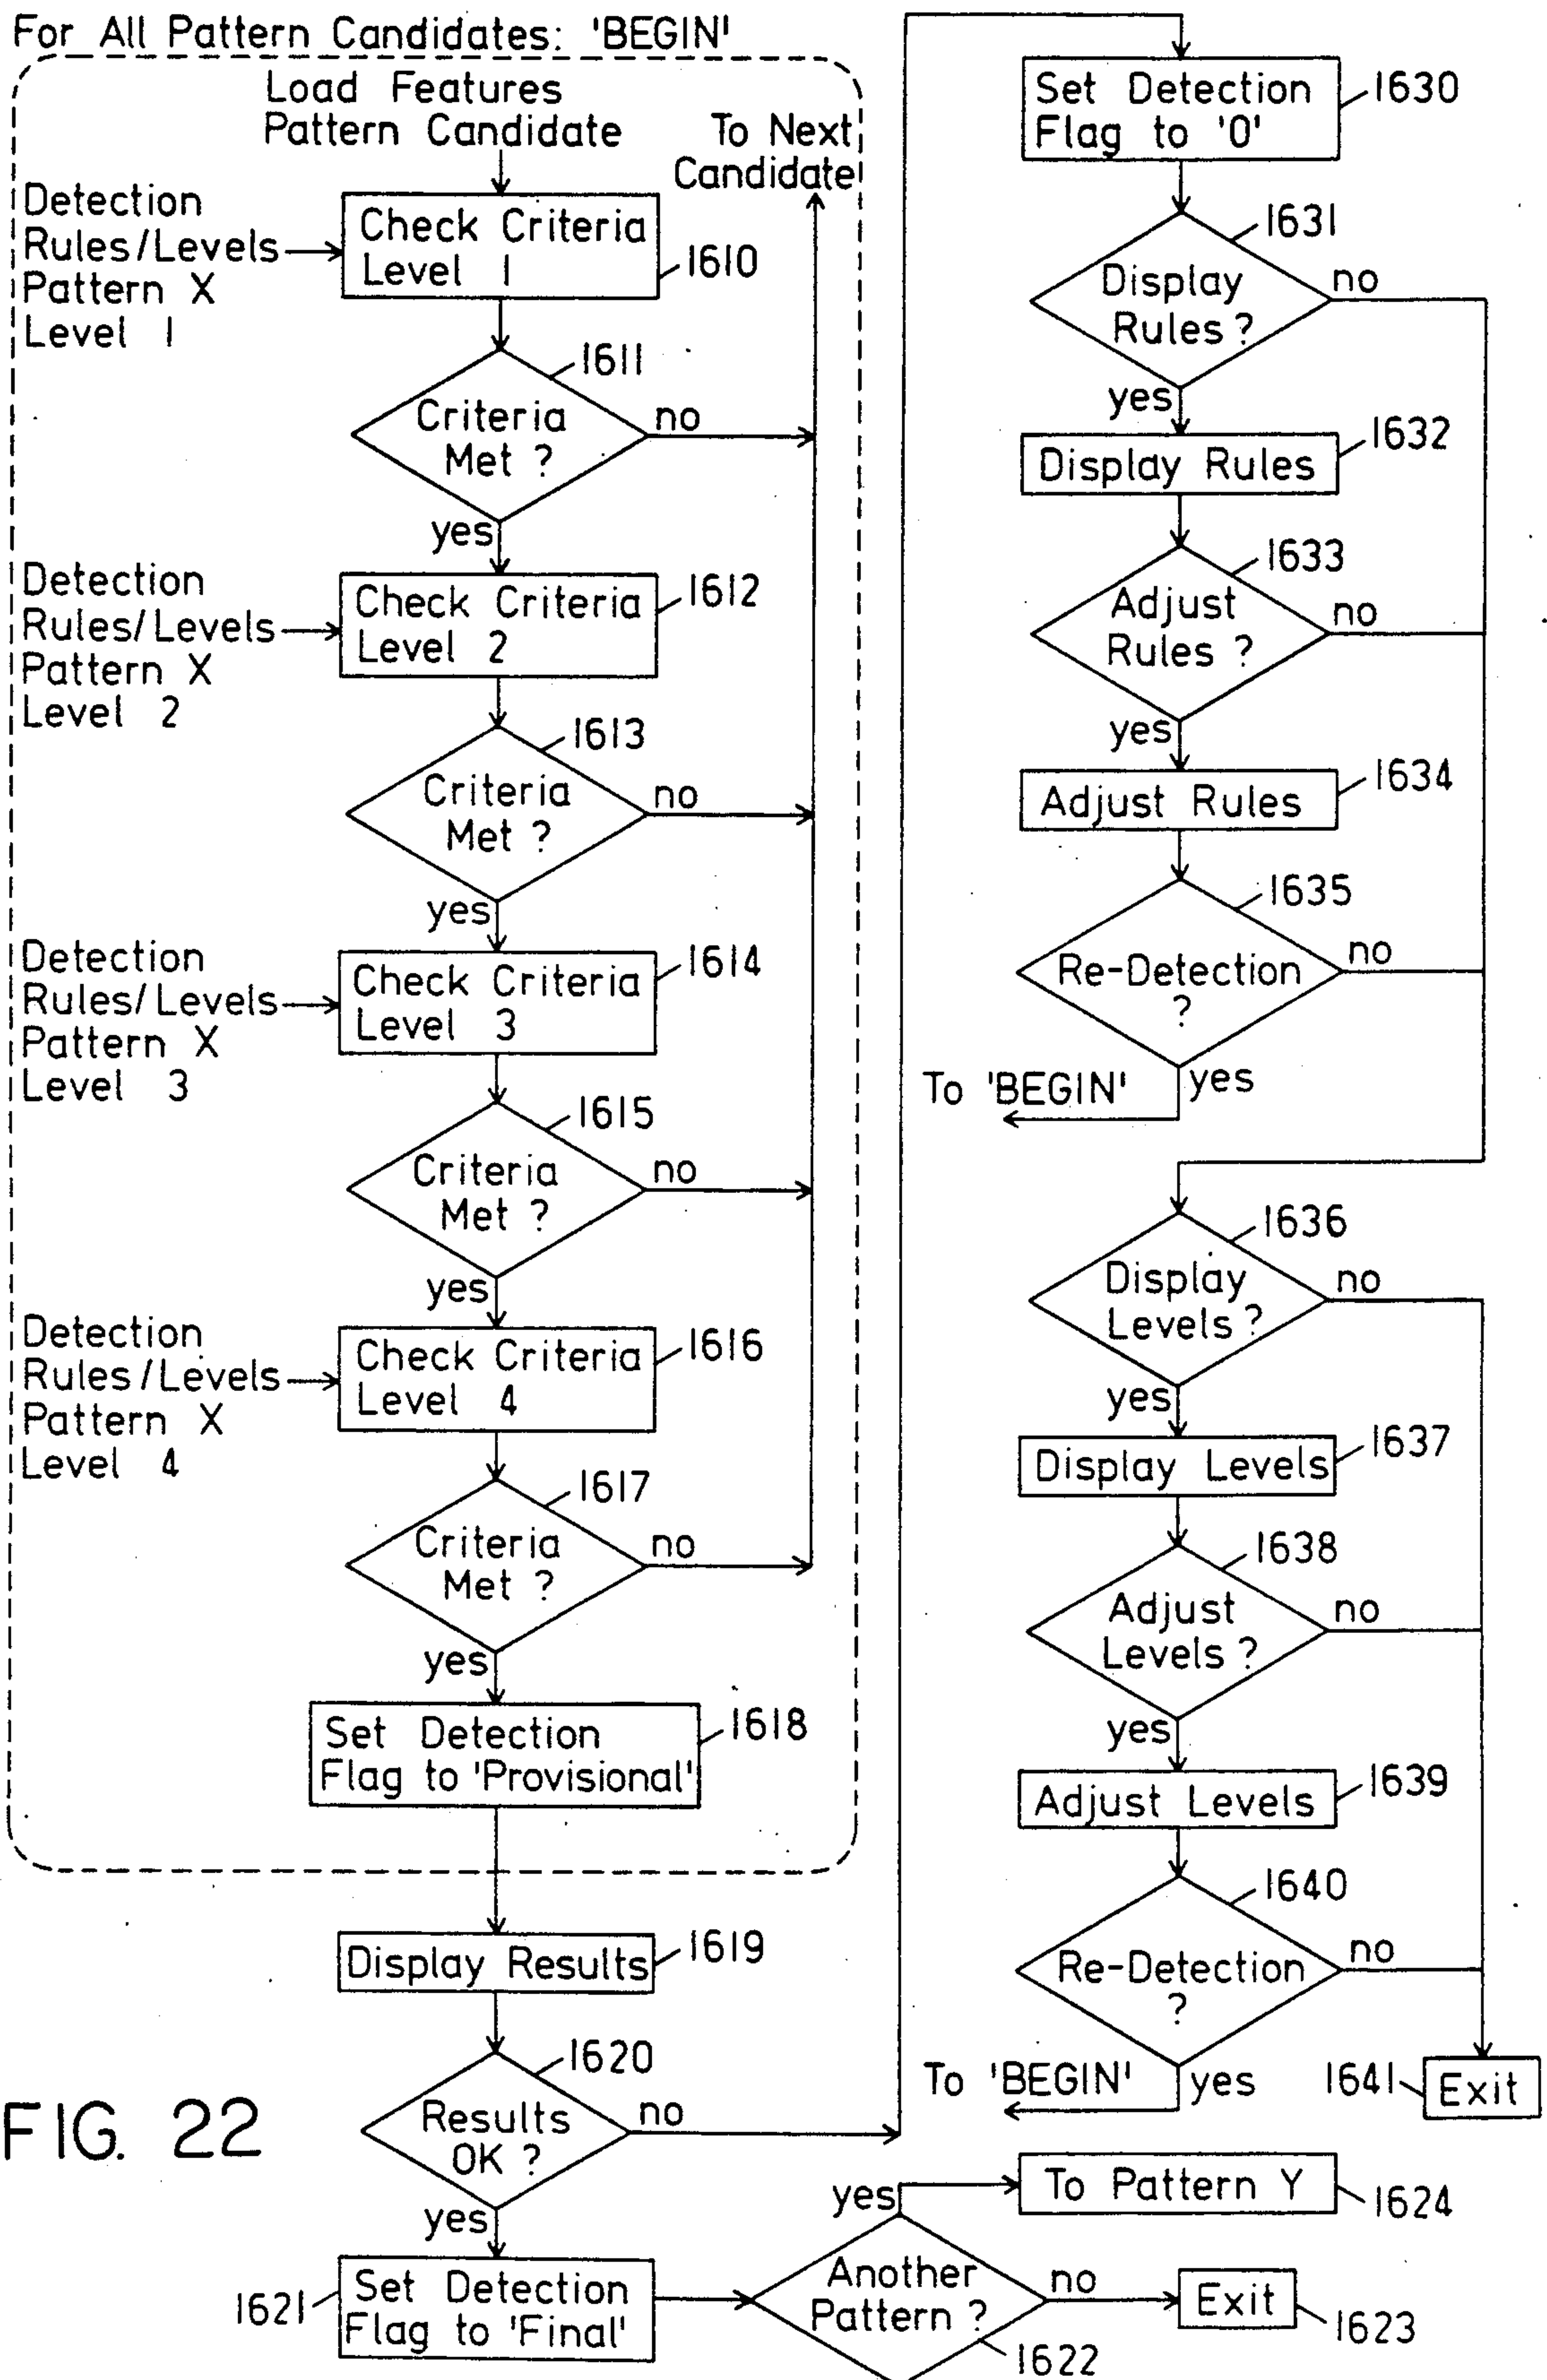 For All Pattern Candidates: 'BEGIN'
Load Features
Pattern Candidate
To Next
Candidate
Detection
Rules/Levels
Pattern X
Level 1
Check Criteria
Level 1
1610
1611
Criteria
Met ?
no
yes
Detection
Rules/Levels
Pattern X
Level 2
Check Criteria
Level 2
1612
1613
Criteria
Met ?
no
yes
Detection
Rules/Levels
Pattern X
Level 3
Check Criteria
Level 3
1614
1615
Criteria
Met ?
no
yes
Detection
Rules/Levels
Pattern X
Level 4
Check Criteria
Level 4
1616
1617
Criteria
Met ?
no
yes
Set Detection
Flag to 'Provisional'
1618
Display Results
1619
1620
Results
OK ?
no
yes
1621
Set Detection
Flag to 'Final'
Another
Pattern ?
1622
yes
To Pattern Y
1624
no
Exit
1623
Set Detection
Flag to '0'
1630
1631
Display
Rules ?
no
yes
Display Rules
1632
1633
Adjust
Rules ?
no
yes
Adjust Rules
1634
1635
Re-Detection
?
no
yes
To 'BEGIN'
1636
Display
Levels ?
no
yes
Display Levels
1637
1638
Adjust
Levels ?
no
yes
Adjust Levels
1639
1640
Re-Detection
?
no
yes
To 'BEGIN'
1641
Exit
FIG. 22